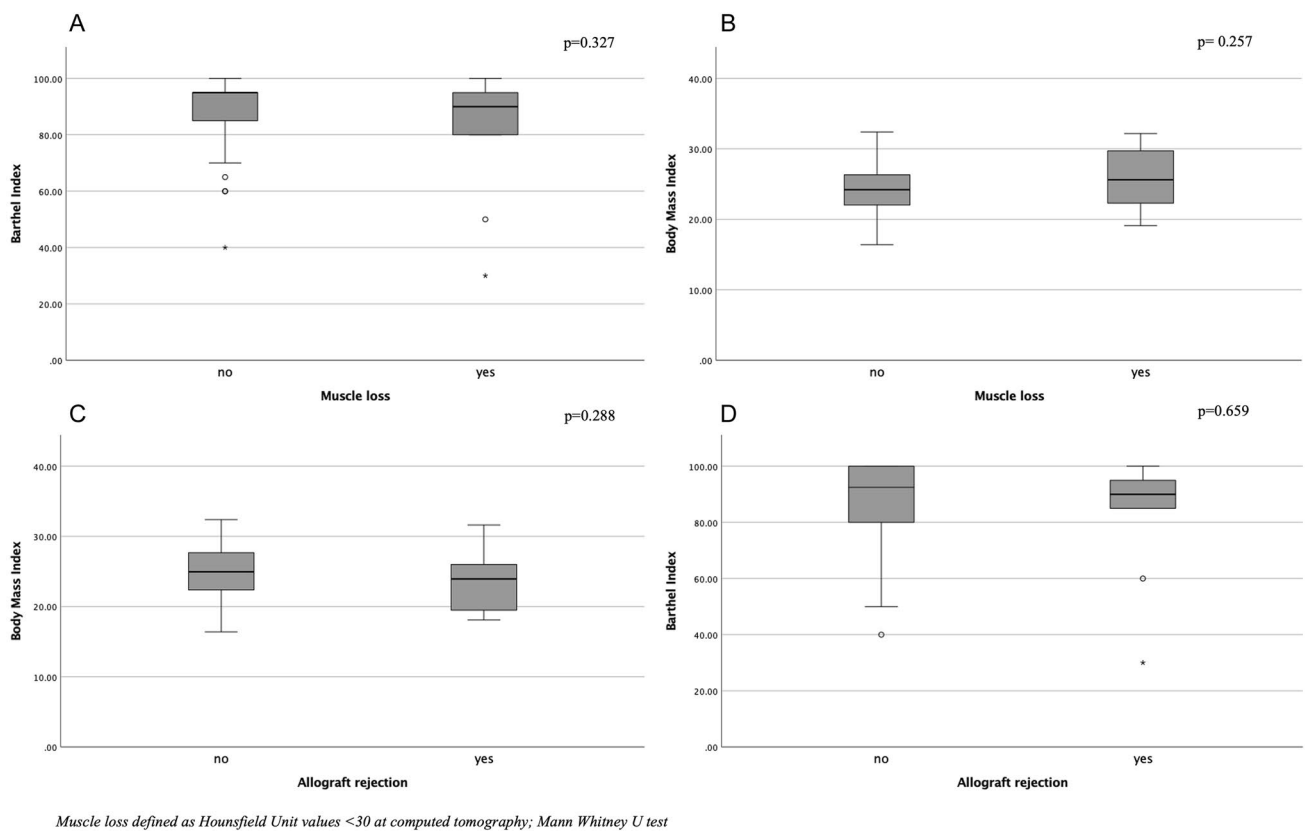 A
p=0.327
Barthel Index
100.00
80.00
60.00
40.00
20.00
.00
no
yes
Muscle loss
B
p= 0.257
Body Mass Index
40.00
30.00
20.00
10.00
.00
no
yes
Muscle loss
C
p=0.288
Body Mass Index
40.00
30.00
20.00
10.00
.00
no
yes
Allograft rejection
D
p=0.659
Barthel Index
100.00
80.00
60.00
40.00
20.00
.00
no
yes
Allograft rejection
Muscle loss defined as Hounsfield Unit values <30 at computed tomography; Mann Whitney U test